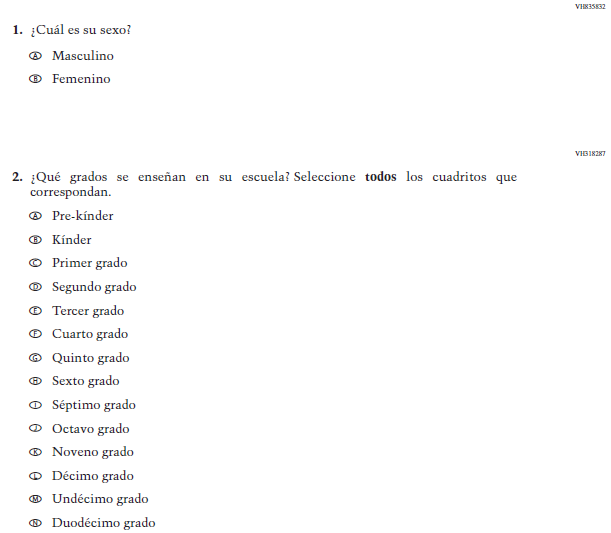 VH835832
1. ¿Cuál es su sexo?
A Masculino
B Femenino
VH318287
2. ¿Qué grados se enseñan en su escuela? Seleccione todos los cuadritos que
correspondan.
A Pre-kínder
B Kínder
C Primer grado
D Segundo grado
E Tercer grado
F Cuarto grado
G Quinto grado
H Sexto grado
I Séptimo grado
J Octavo grado
K Noveno grado
L Décimo grado
M Undécimo grado
N Duodécimo grado